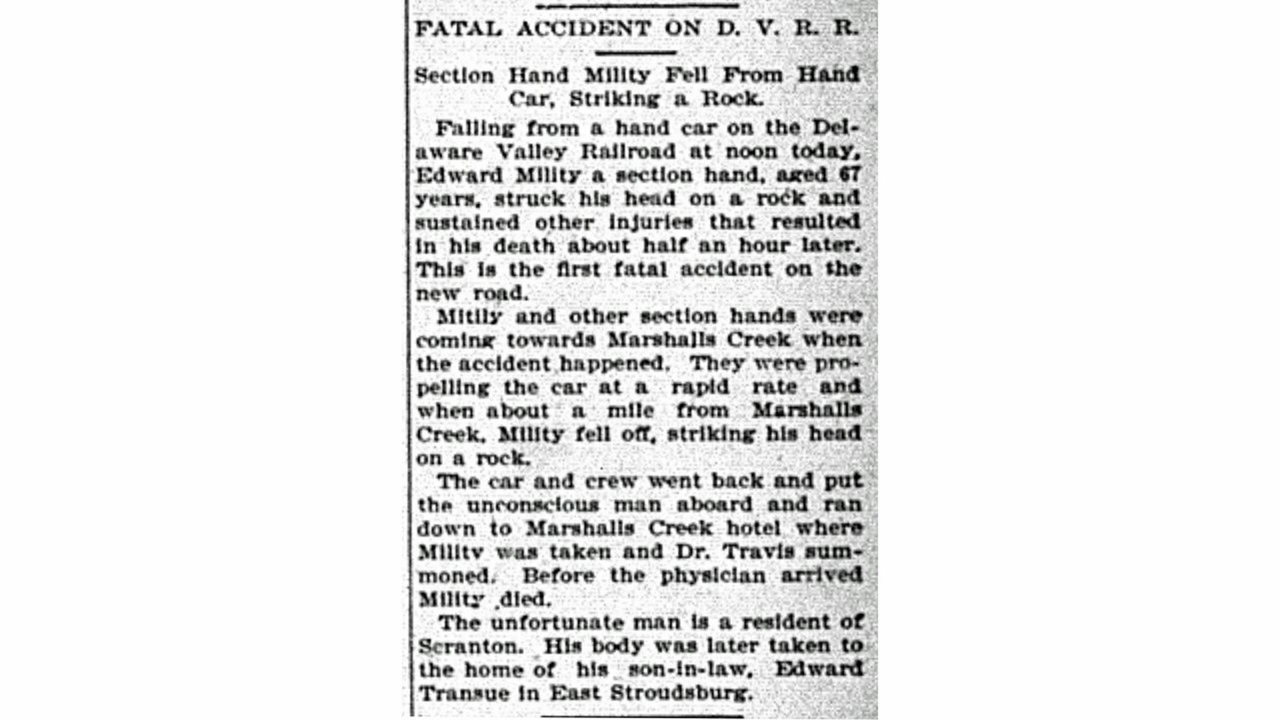 FATAL ACCIDENT ON D. V. R. R.
Section Hand Mility Fell From Hand
Car, Striking a Rock.
Falling from a hand car on the Del-
aware Valley Railroad at noon today,
Edward Mility a section hand, aged 67
years, struck his head on a rock and
sustained other injuries that resulted
in his death about half an hour later.
This is the first fatal accident on the
new road.
Mitily and other section hands were
coming towards Marshalls Creek when
the accident happened. They were pro-
pelling the car at a rapid rate and
when about a mile from Marshalls
Creek, Mility fell off, striking his head
on a rock.
The car and crew went back and put
the unconscious man aboard and ran
down to Marshalls Creek hotel where
Mility was taken and Dr. Travis sum-
moned. Before the physician arrived
Mility died.
The unfortunate man is a resident of
Scranton. His body was later taken to
the home of his son-in-law, Edward
Transue in East Stroudsburg.